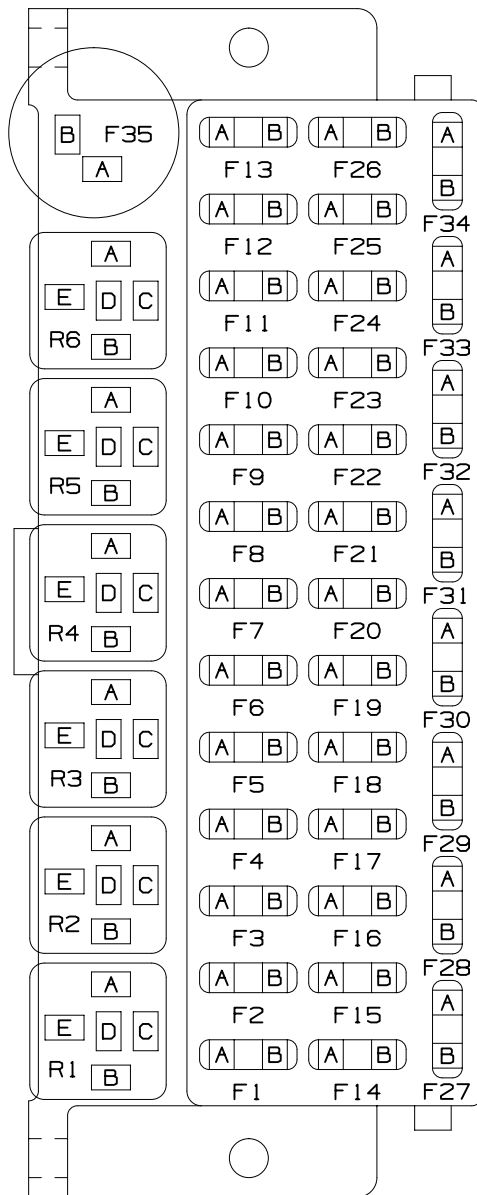 B F35
A
A
E D C
R6 B
A
E D C
R5 B
A
E D C
R4 B
A
E D C
R3 B
A
E D C
R2 B
A
E D C
R1 B
A B
F13
A B
F12
A B
F11
A B
F10
A B
F9
A B
F8
A B
F7
A B
F6
A B
F5
A B
F4
A B
F3
A B
F2
A B
F1
A B
F26
A B
F25
A B
F24
A B
F23
A B
F22
A B
F21
A B
F20
A B
F19
A B
F18
A B
F17
A B
F16
A B
F15
A B
F14
A
B
F34
A
B
F33
A
B
F32
A
B
F31
A
B
F30
A
B
F29
A
B
F28
A
B
F27